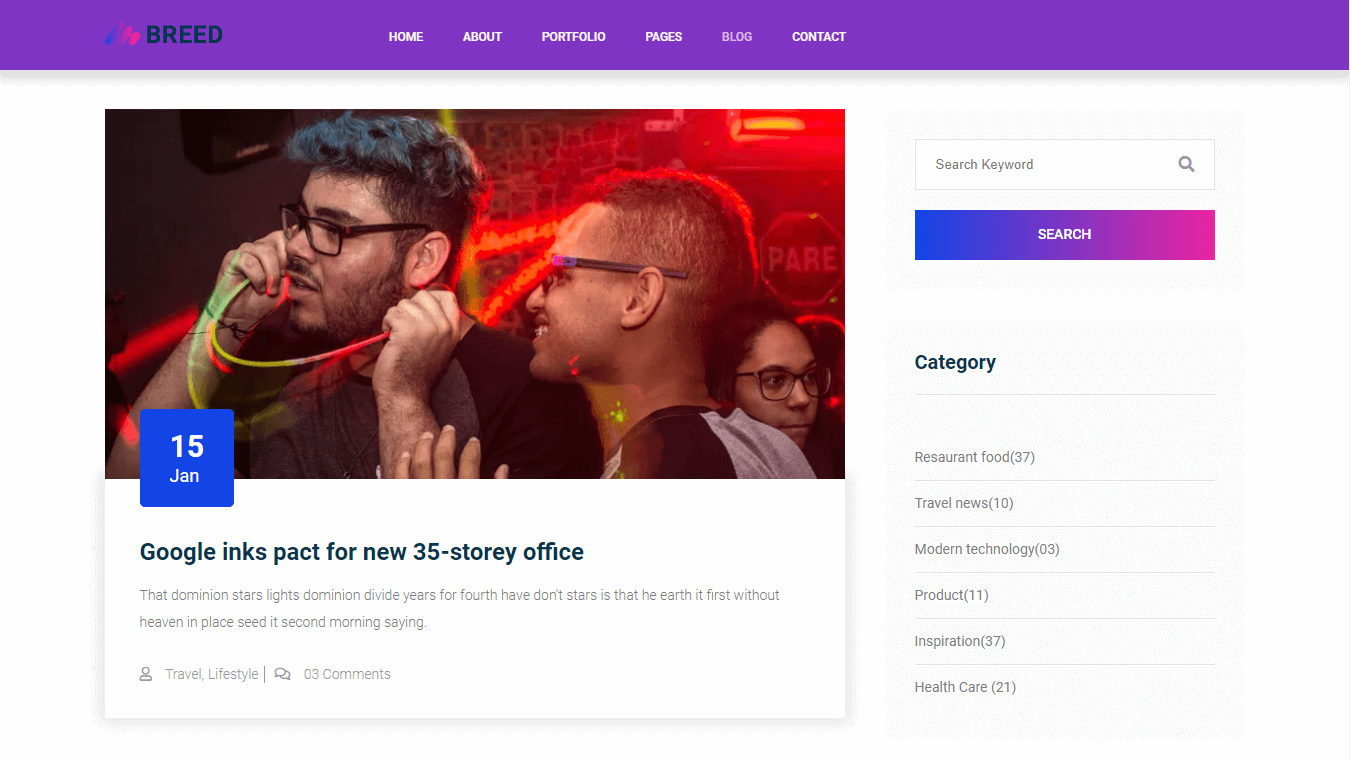 BREED
HOME ABOUT PORTFOLIO PAGES BLOG CONTACT
PARE
15
Jan
Google inks pact for new 35-storey office
That dominion stars lights dominion divide years for fourth have don't stars is that he earth it first without
heaven in place seed it second morning saying.
Travel, Lifestyle | 03 Comments
Search Keyword
SEARCH
Category
Resaurant food(37)
Travel news(10)
Modern technology(03)
Product(11)
Inspiration(37)
Health Care (21)